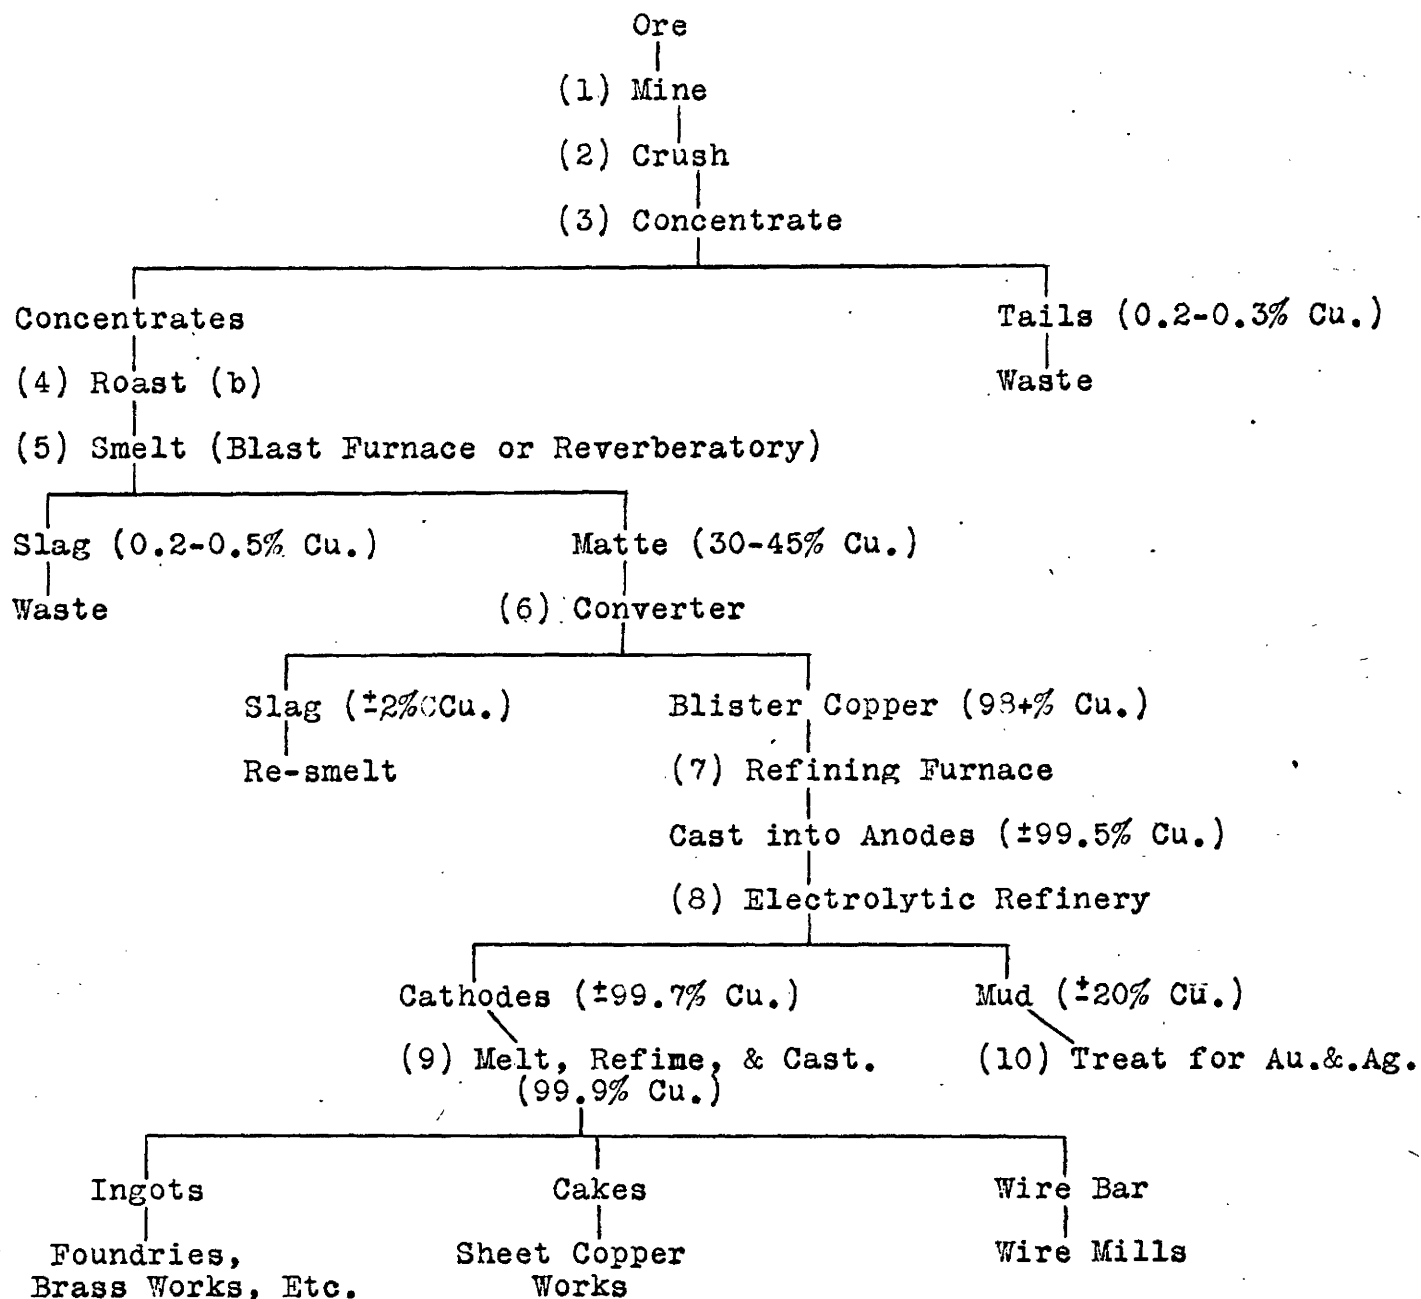 Ore
(1) Mine
(2) Crush
(3) Concentrate
Concentrates
Tails (0.2-0.3% Cu.)
(4) Roast (b)
Waste
(5) Smelt (Blast Furnace or Reverberatory)
Slag (0.2-0.5% Cu.)
Matte (30-45% Cu.)
Waste
(6) Converter
Slag (±2% Cu.)
Blister Copper (98+% Cu.)
Re-smelt
(7) Refining Furnace
Cast into Anodes (±99.5% Cu.)
(8) Electrolytic Refinery
Cathodes (±99.7% Cu.)
Mud (±20% Cu.)
(9) Melt, Refime, & Cast.
(99.9% Cu.)
(10) Treat for Au.&.Ag.
Ingots
Cakes
Wire Bar
Foundries,
Brass Works, Etc.
Sheet Copper
Works
Wire Mills